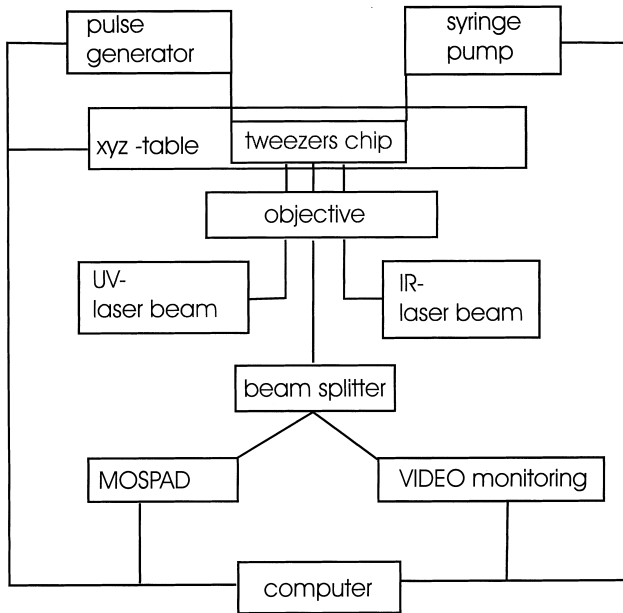 pulse
generator
syringe
pump
xyz -table
tweezers chip
objective
UV-
laser beam
IR-
laser beam
beam splitter
MOSPAD
VIDEO monitoring
computer